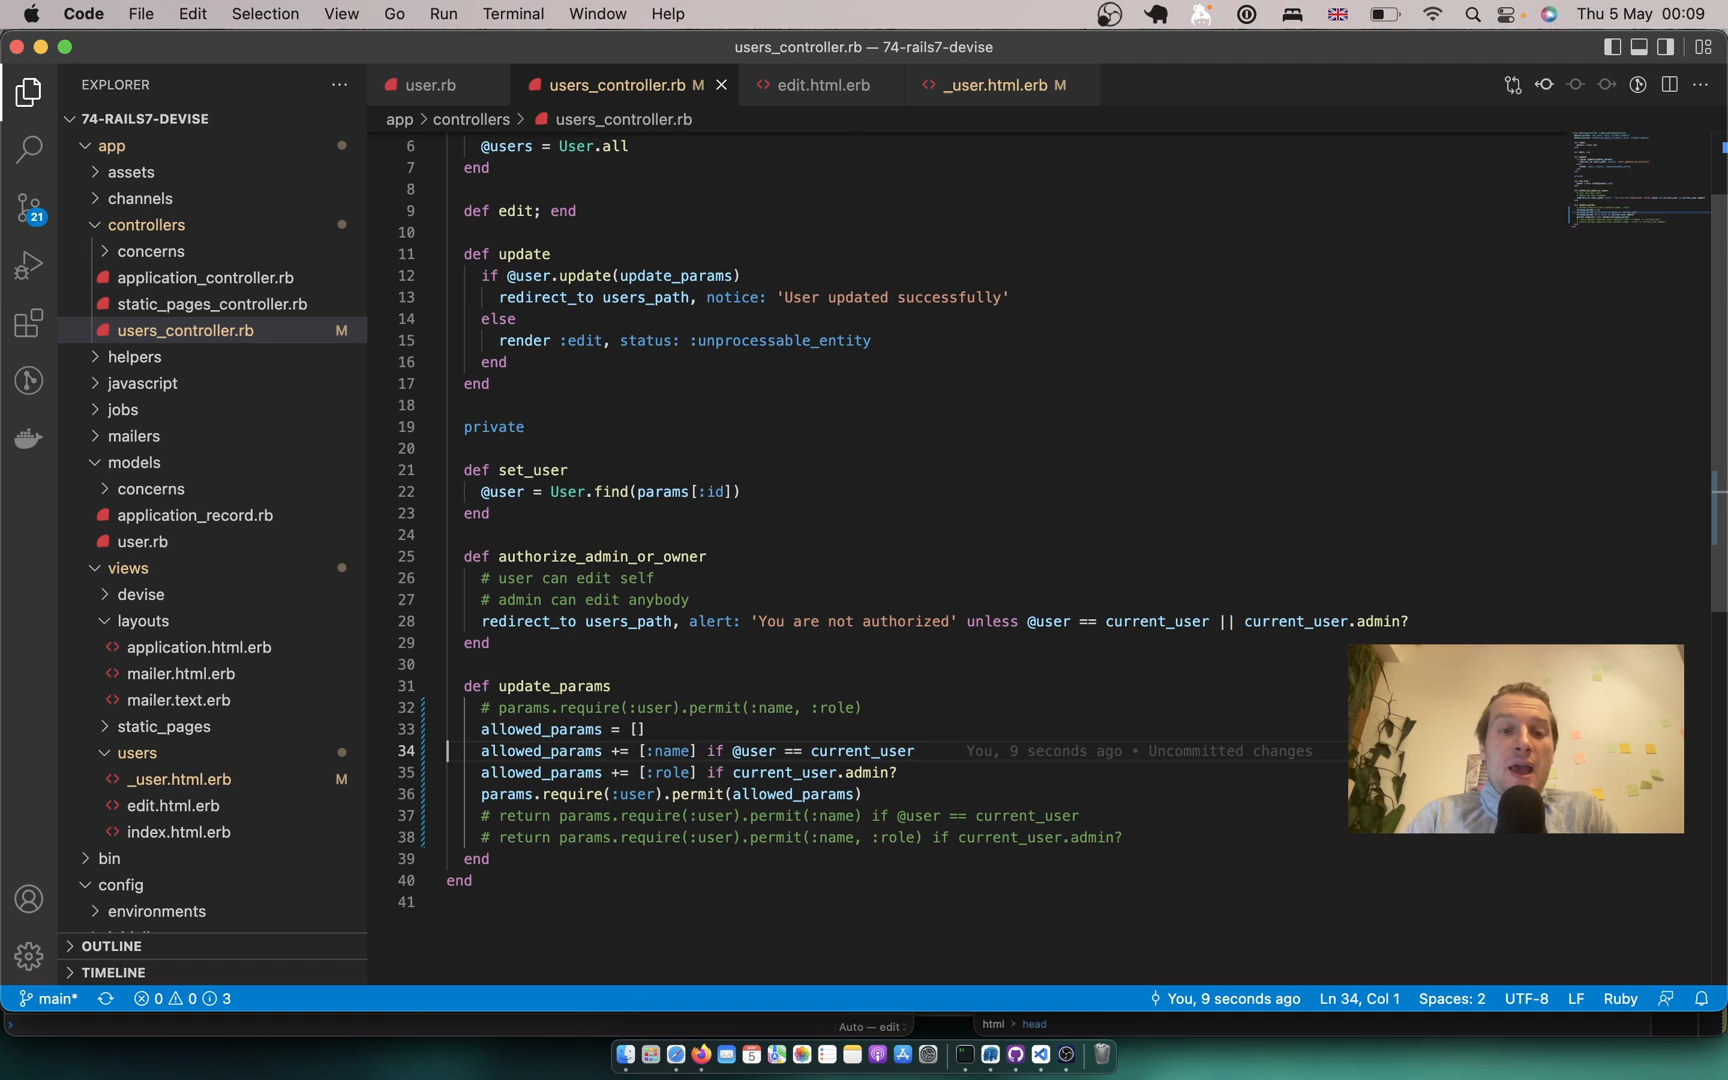 Code File Edit Selection View Go Run Terminal Window Help Thu 5 May 00:09
users_controller.rb — 74-rails7-devise
EXPLORER
user.rb users_controller.rb M edit.html.erb _user.html.erb M
app > controllers > users_controller.rb
74-RAILS7-DEVISE
app
assets
channels
controllers
concerns
application_controller.rb
static_pages_controller.rb
users_controller.rb M
helpers
javascript
jobs
mailers
models
concerns
application_record.rb
user.rb
views
devise
layouts
application.html.erb
mailer.html.erb
mailer.text.erb
static_pages
users
_user.html.erb M
edit.html.erb
index.html.erb
bin
config
environments
OUTLINE
TIMELINE
21
6 @users = User.all
7 end
8
9 def edit; end
10
11 def update
12 if @user.update(update_params)
13 redirect_to users_path, notice: 'User updated successfully'
14 else
15 render :edit, status: :unprocessable_entity
16 end
17 end
18
19 private
20
21 def set_user
22 @user = User.find(params[:id])
23 end
24
25 def authorize_admin_or_owner
26 # user can edit self
27 # admin can edit anybody
28 redirect_to users_path, alert: 'You are not authorized' unless @user == current_user || current_user.admin?
29 end
30
31 def update_params
32 # params.require(:user).permit(:name, :role)
33 allowed_params = []
34 allowed_params += [:name] if @user == current_user You, 9 seconds ago • Uncommitted changes
35 allowed_params += [:role] if current_user.admin?
36 params.require(:user).permit(allowed_params)
37 # return params.require(:user).permit(:name) if @user == current_user
38 # return params.require(:user).permit(:name, :role) if current_user.admin?
39 end
40 end
41
main* 0 0 3 You, 9 seconds ago Ln 34, Col 1 Spaces: 2 UTF-8 LF Ruby
Auto — edit html > head